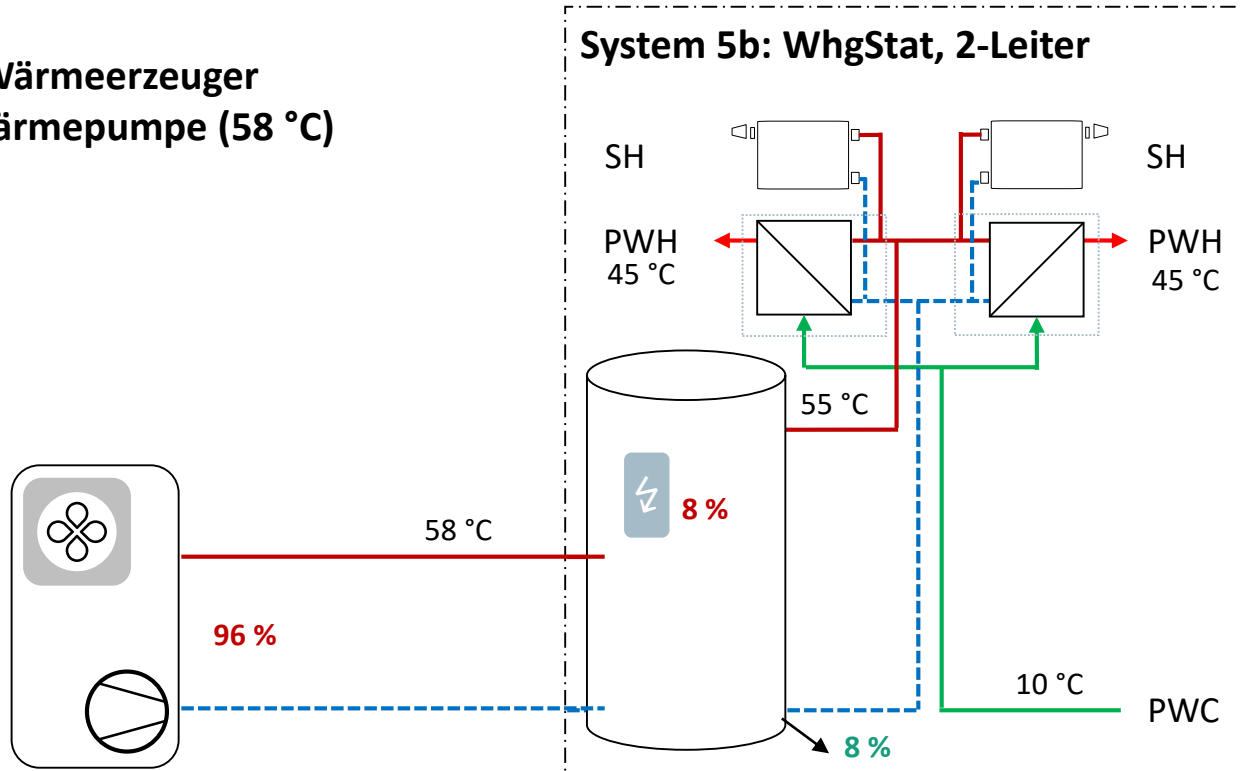 System 5b: WhgStat, 2-Leiter
Wärmeerzeuger
ärmepumpe (58 °C)
SH
SH
PWH
45 °C
PWH
45 °C
55 °C
8 %
58 °C
96 %
10 °C
PWC
8 %